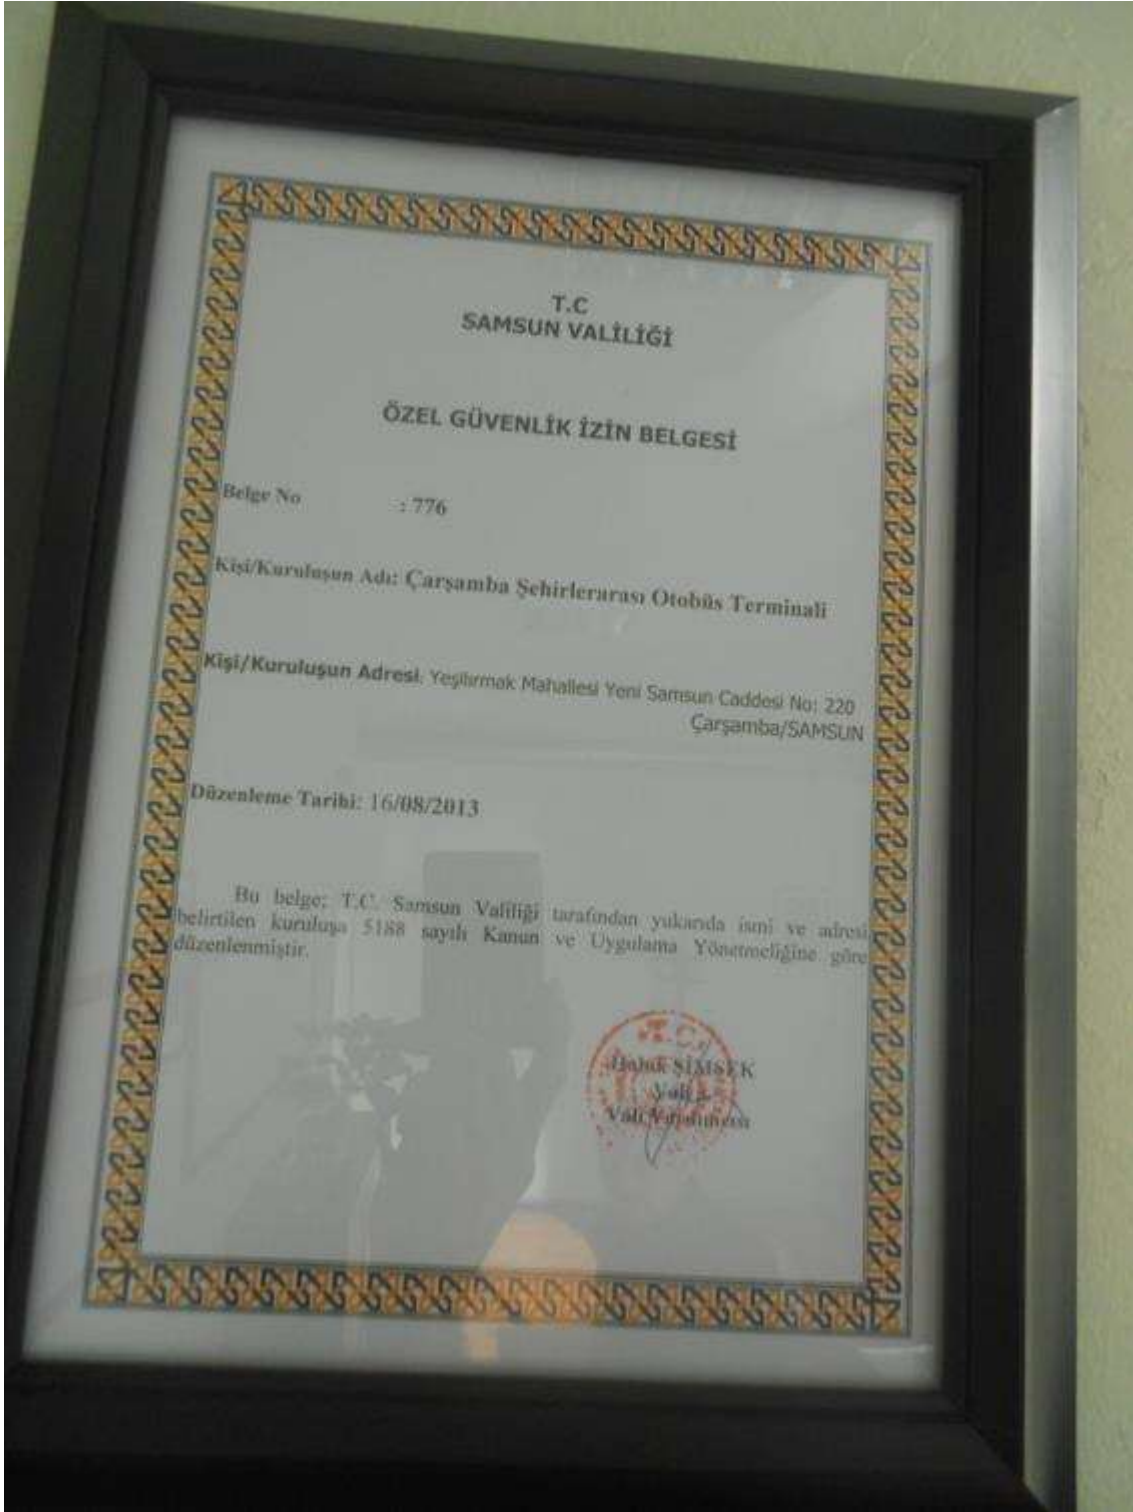 T.C
SAMSUN VALİLİĞİ
ÖZEL GÜVENLİK İZİN BELGESİ
Belge No : 776
Kişi/Kuruluşun Adı: Çarşamba Şehirlerarası Otobüs Terminali
Kişi/Kuruluşun Adresi: Yeşilırmak Mahallesi Yeni Samsun Caddesi No: 220
Çarşamba/SAMSUN
Düzenleme Tarihi: 16/08/2013
Bu belge; T.C. Samsun Valiliği tarafından yukarıda ismi ve adresi
belirtilen kuruluşa 5188 sayılı Kanun ve Uygulama Yönetmeliğine göre
düzenlenmiştir.
T.C.
Haluk ŞİMŞEK
Vali a.
Vali Yardımcısı